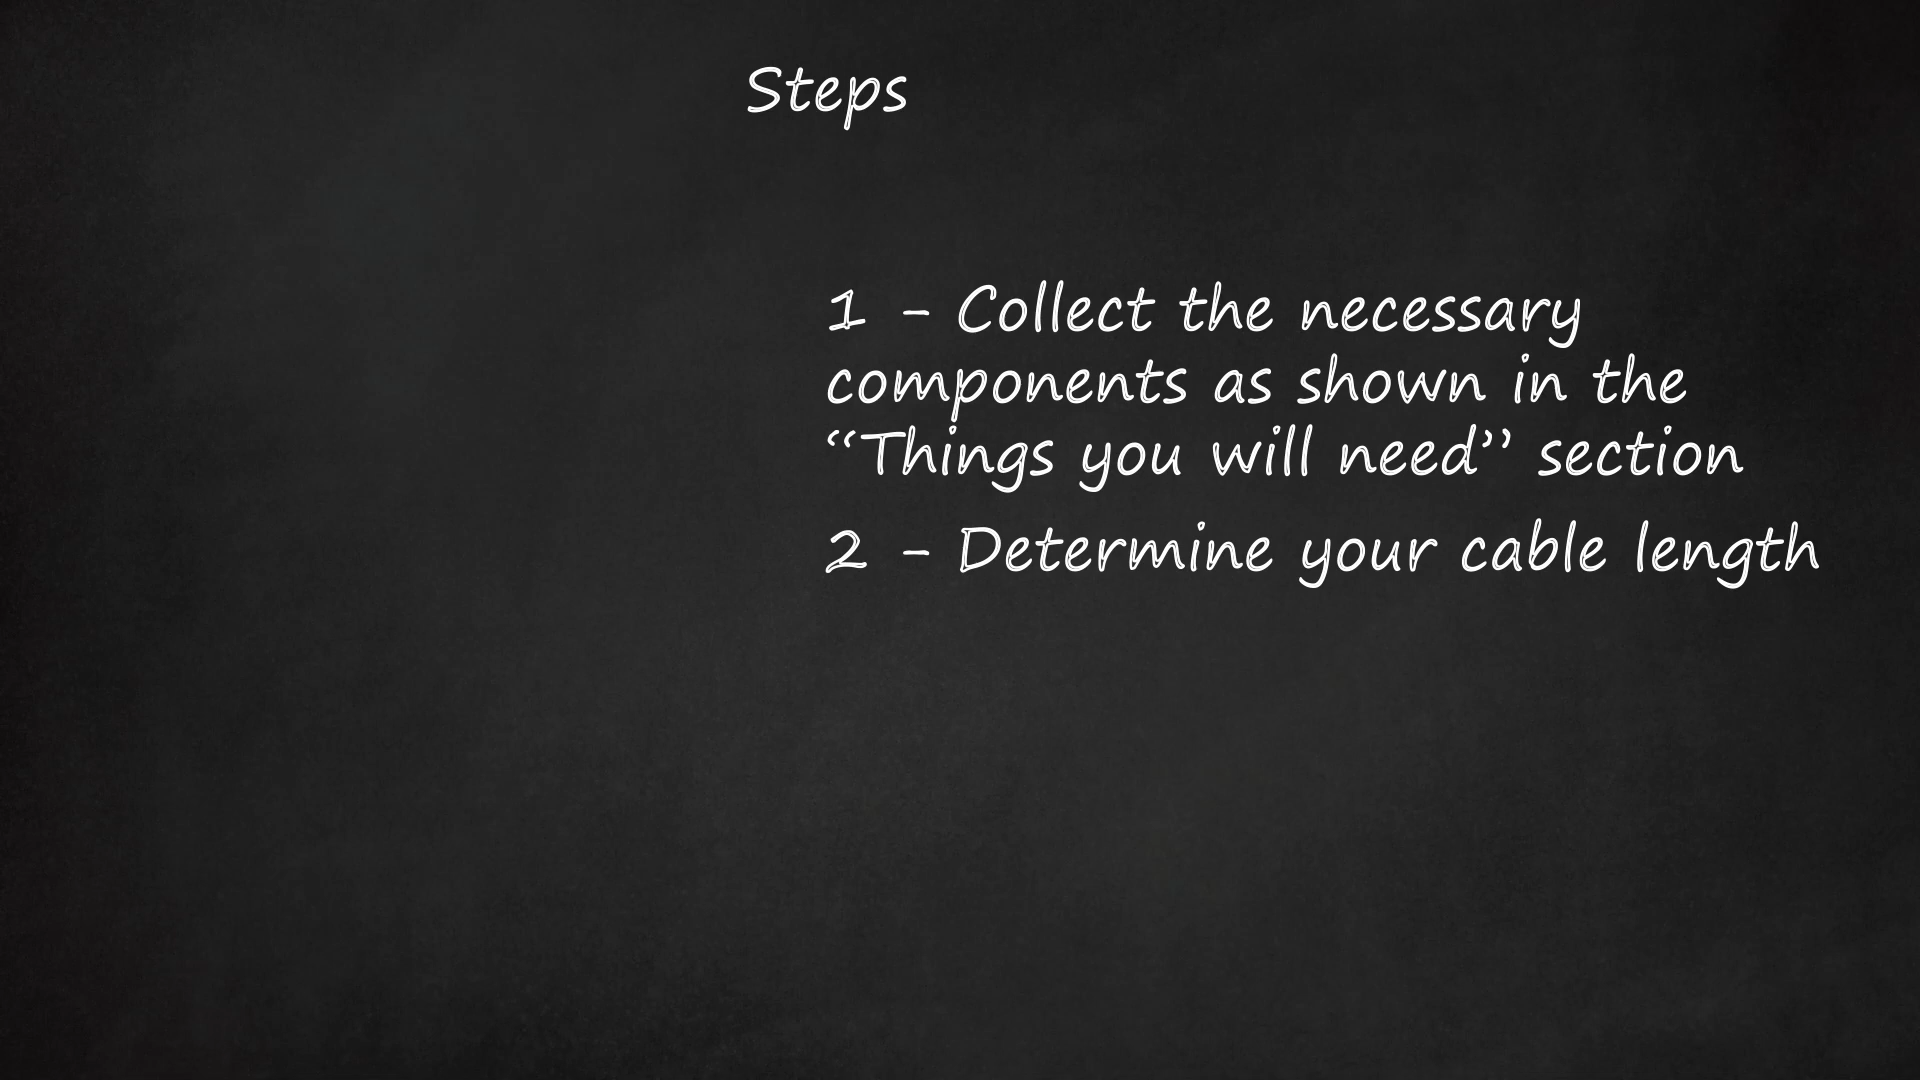 Steps
1 - Collect the necessary
components as shown in the
“Things you will need” section
2 - Determine your cable length